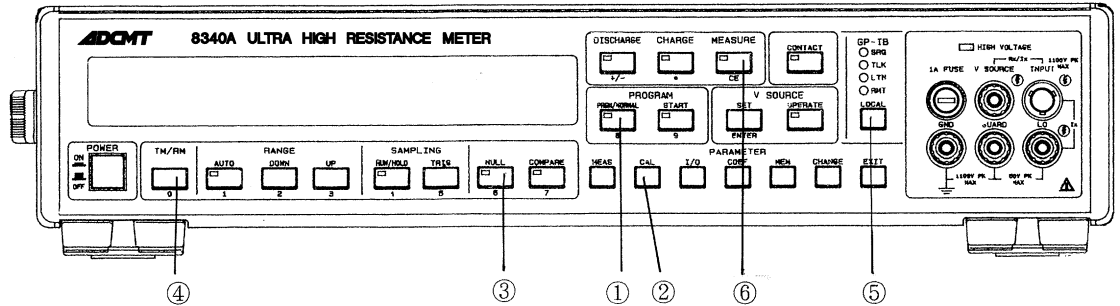 ADCMT 8340A ULTRA HIGH RESISTANCE METER
DISCHARGE CHARGE MEASURE CONTACT
+/- • CE
GP-IB
SRQ
TLK
LTN
RMT
LOCAL
HIGH VOLTAGE
Rx/Ix 1100V PK MAX
1A FUSE V SOURCE INPUT
Ix
GND GUARD LO
1100V PK MAX 50V PK MAX
PROGRAM V SOURCE
PRGM/NORMAL START SET OPERATE
8 9 ENTER
POWER
ON
OFF
TM/RM RANGE SAMPLING
AUTO DOWN UP RUN/HOLD TRIG NULL COMPARE
0 1 2 3 4 5 6 7
PARAMETER
MEAS CAL I/O COEF MEM CHANGE EXIT
④ ③ ① ② ⑥ ⑤